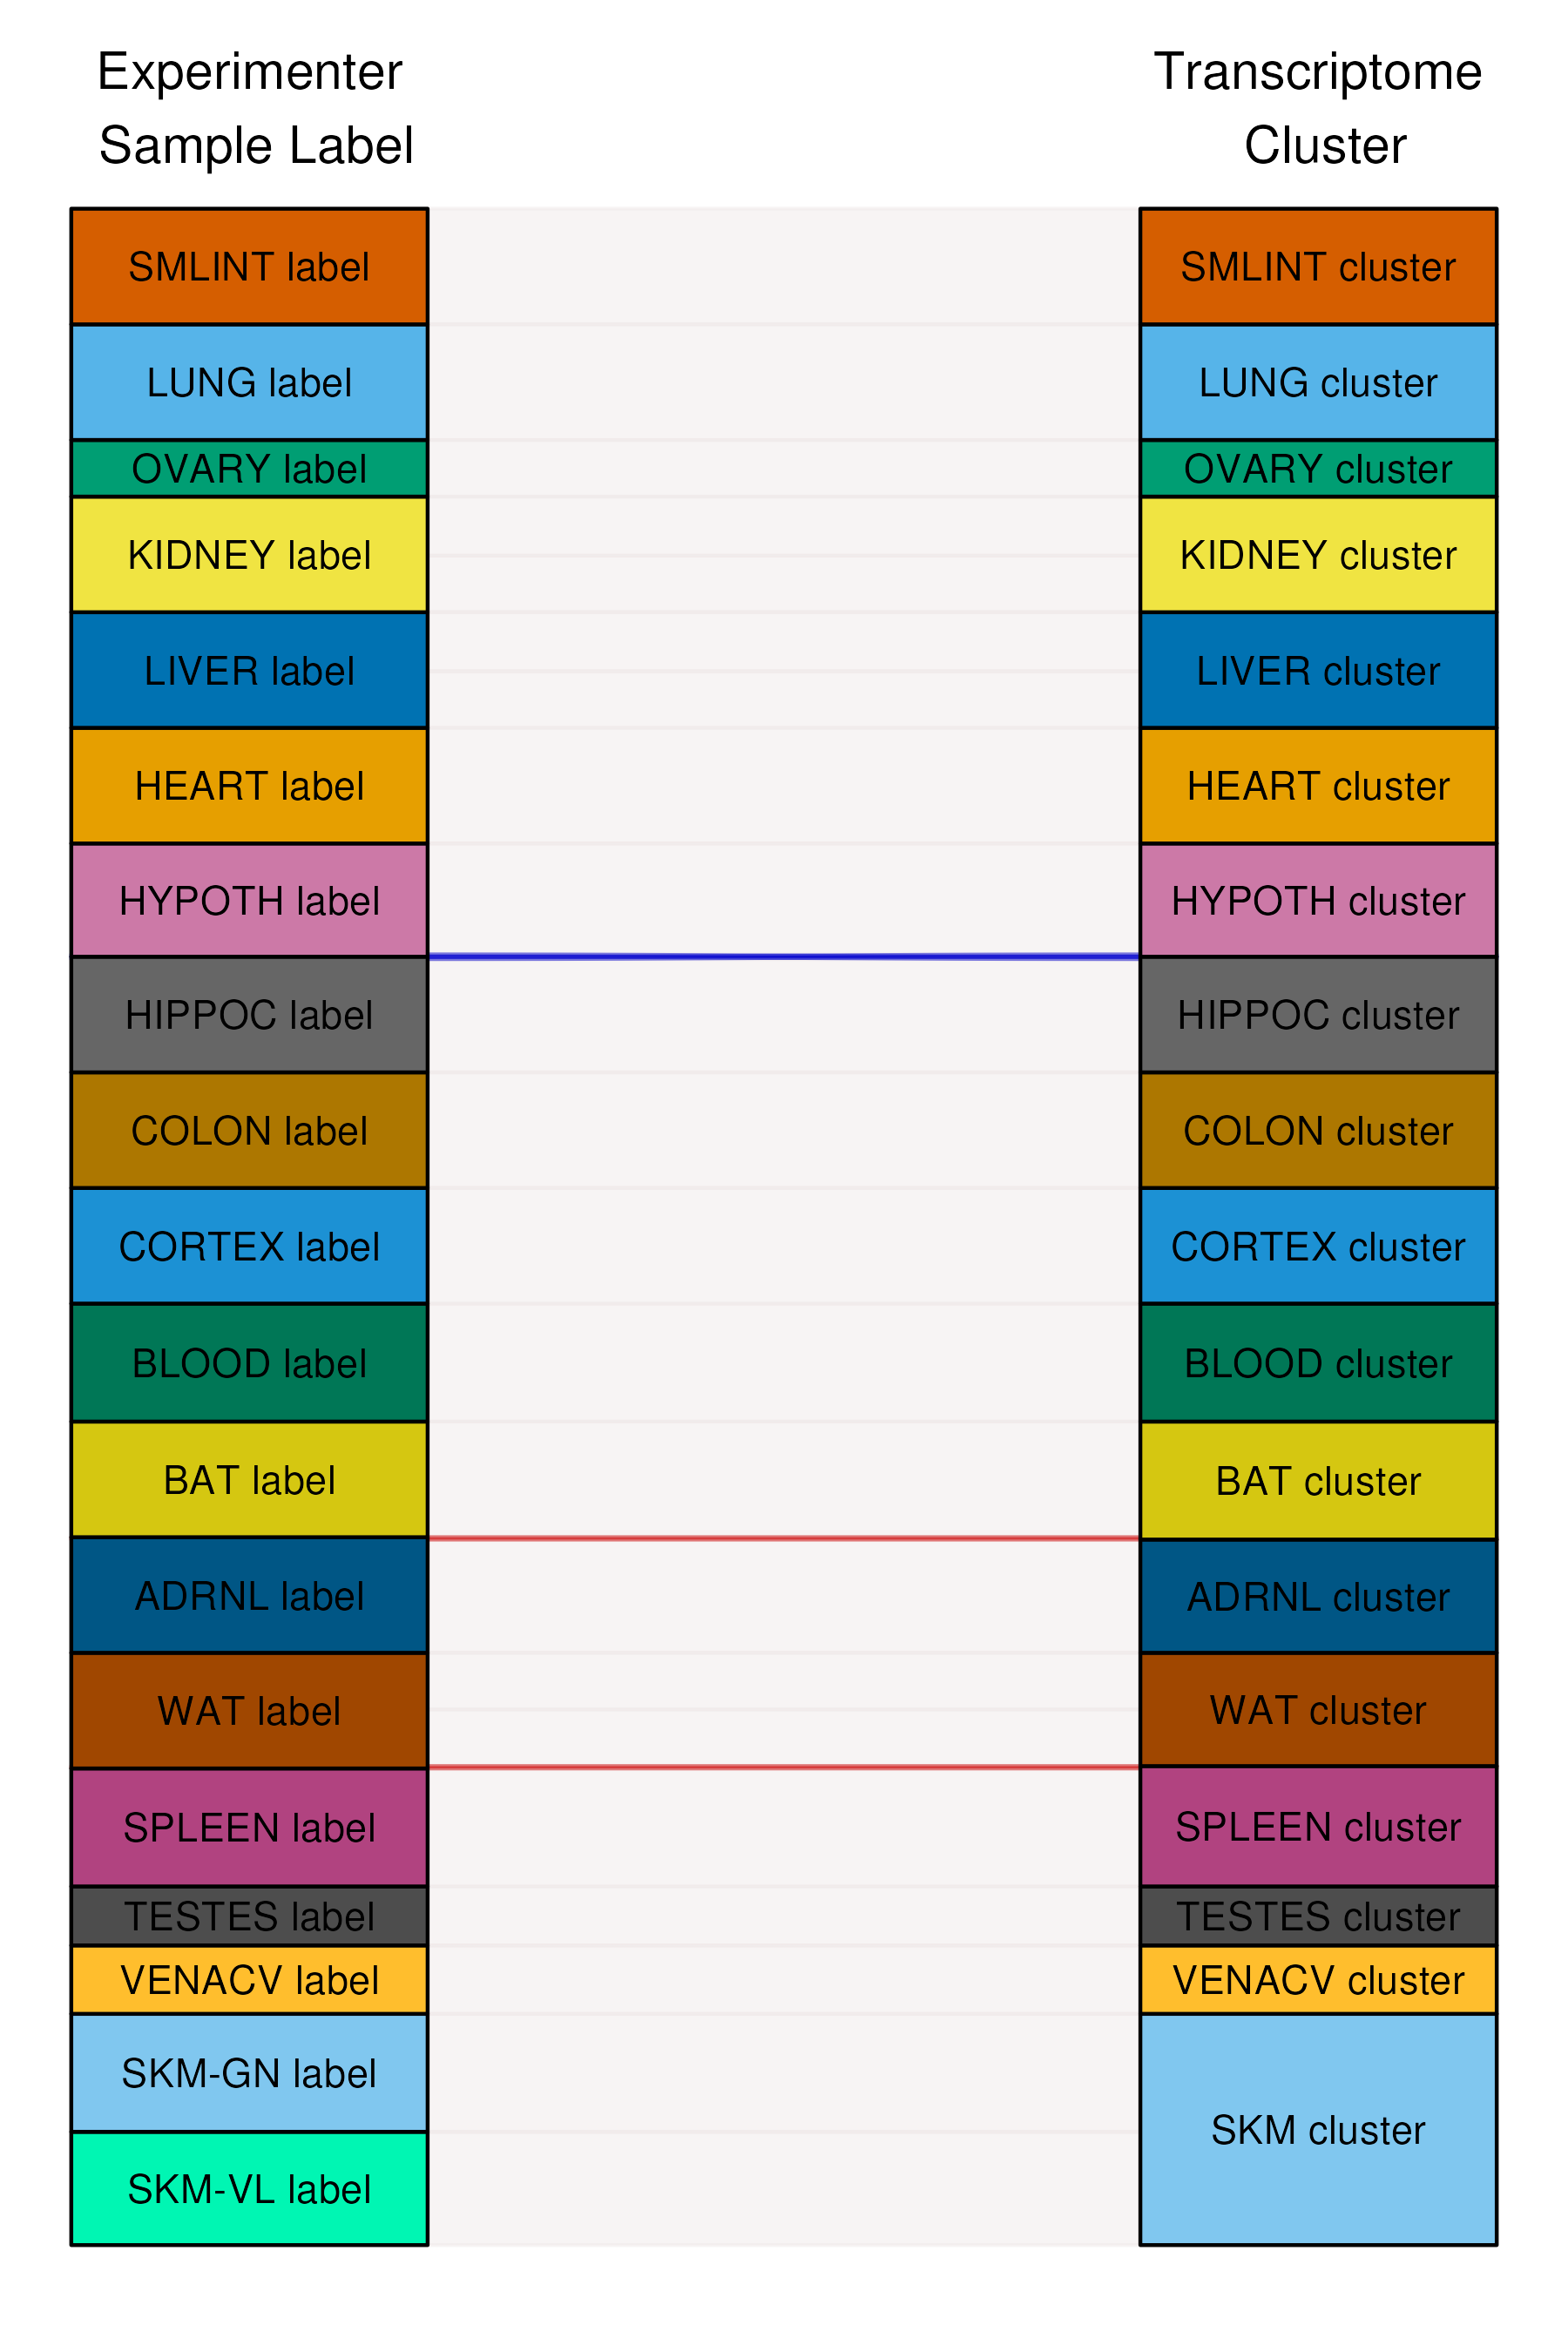 Experimenter
Sample Label
Transcriptome
Cluster
SMLINT label
SMLINT cluster
LUNG label
LUNG cluster
OVARY label
OVARY cluster
KIDNEY label
KIDNEY cluster
LIVER label
LIVER cluster
HEART label
HEART cluster
HYPOTH label
HYPOTH cluster
HIPPOC label
HIPPOC cluster
COLON label
COLON cluster
CORTEX label
CORTEX cluster
BLOOD label
BLOOD cluster
BAT label
BAT cluster
ADRNL label
ADRNL cluster
WAT label
WAT cluster
SPLEEN label
SPLEEN cluster
TESTES label
TESTES cluster
VENACV label
VENACV cluster
SKM-GN label
SKM cluster
SKM-VL label